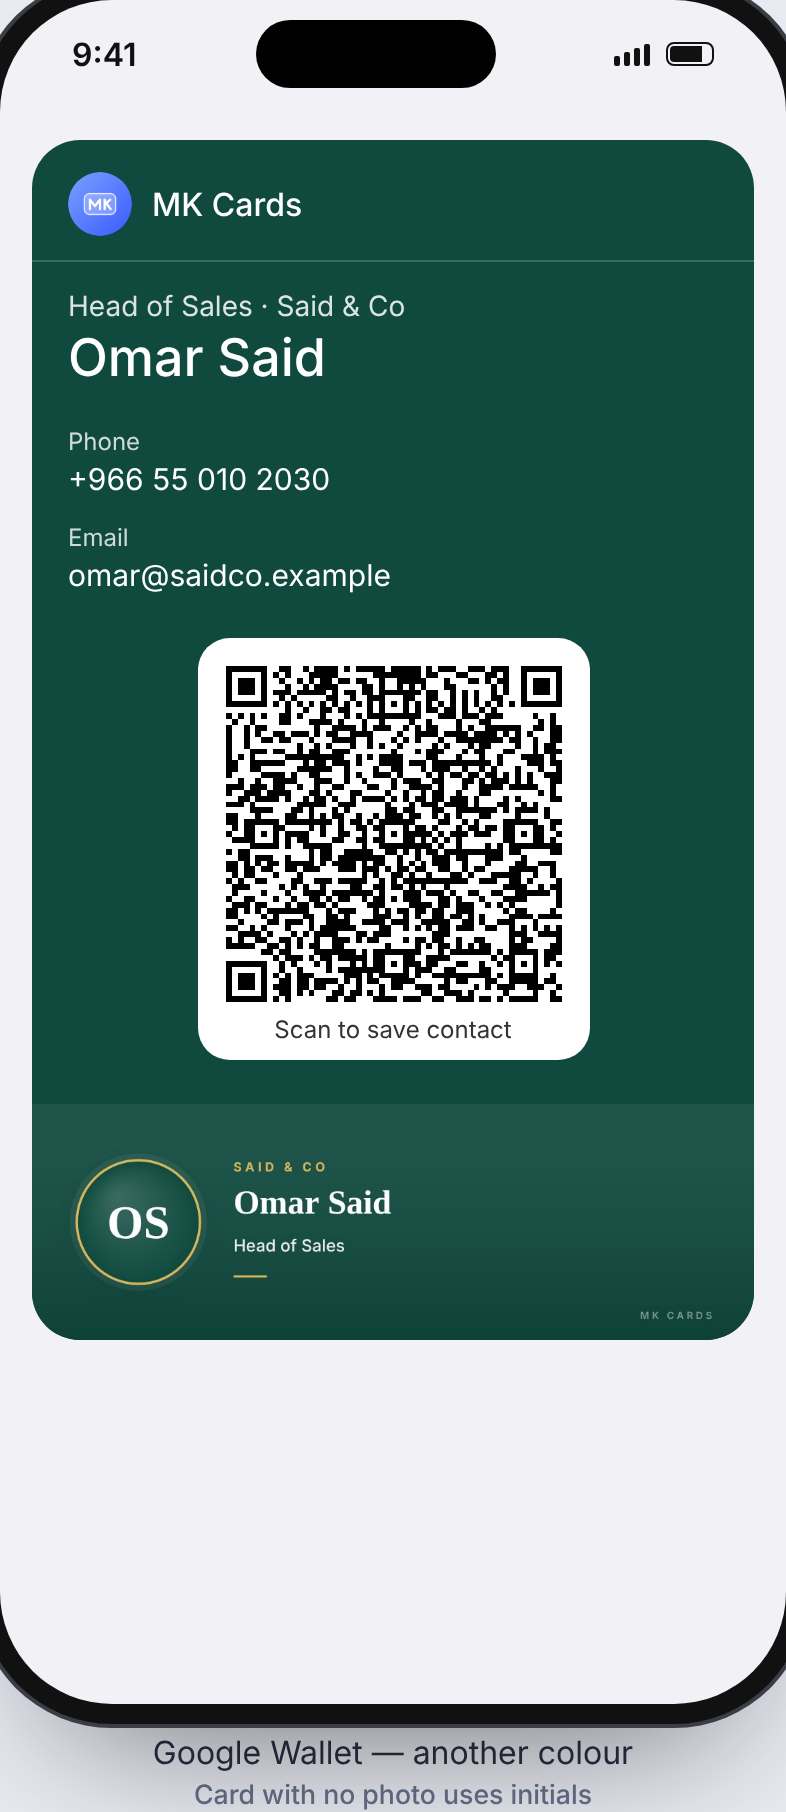 9:41
MK
MK Cards
Head of Sales · Said & Co
Omar Said
Phone
+966 55 010 2030
Email
omar@saidco.example
Scan to save contact
OS
SAID & CO
Omar Said
Head of Sales
MK CARDS
Google Wallet — another colour
Card with no photo uses initials